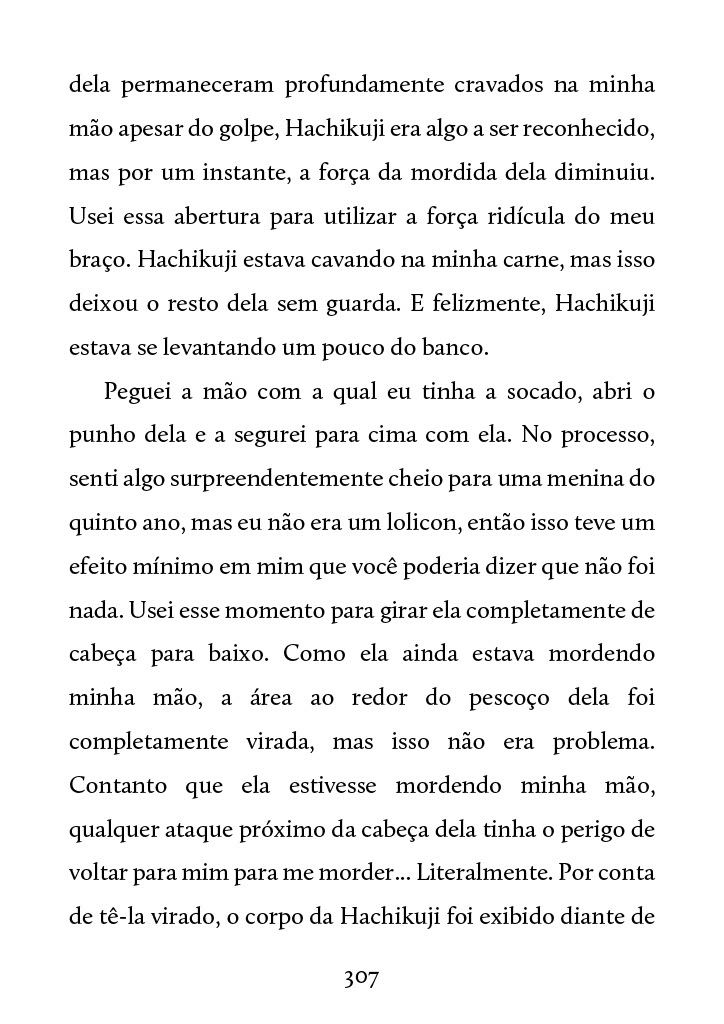 dela permaneceram profundamente cravados na minha
mão apesar do golpe, Hachikuji era algo a ser reconhecido,
mas por um instante, a força da mordida dela diminuiu.
Usei essa abertura para utilizar a força ridícula do meu
braço. Hachikuji estava cavando na minha carne, mas isso
deixou o resto dela sem guarda. E felizmente, Hachikuji
estava se levantando um pouco do banco.
Peguei a mão com a qual eu tinha a socado, abri o
punho dela e a segurei para cima com ela. No processo,
senti algo surpreendentemente cheio para uma menina do
quinto ano, mas eu não era um lolicon, então isso teve um
efeito mínimo em mim que você poderia dizer que não foi
nada. Usei esse momento para girar ela completamente de
cabeça para baixo. Como ela ainda estava mordendo
minha mão, a área ao redor do pescoço dela foi
completamente virada, mas isso não era problema.
Contanto que ela estivesse mordendo minha mão,
qualquer ataque próximo da cabeça dela tinha o perigo de
voltar para mim para me morder... Literalmente. Por conta
de tê-la virado, o corpo da Hachikuji foi exibido diante de
307